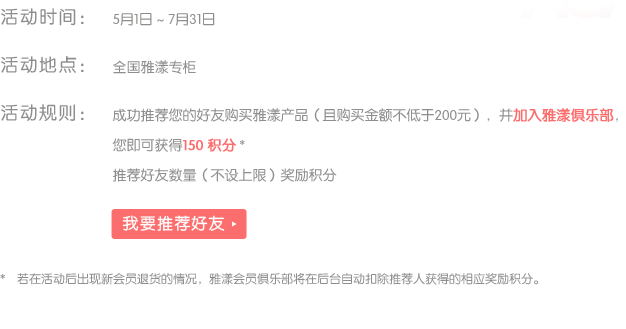 活动时间： 5月1日 ~ 7月31日
活动地点： 全国雅漾专柜
活动规则： 成功推荐您的好友购买雅漾产品（且购买金额不低于200元），并加入雅漾俱乐部，
您即可获得150 积分 *
推荐好友数量（不设上限）奖励积分
我要推荐好友 ▸
* 若在活动后出现新会员退货的情况，雅漾会员俱乐部将在后台自动扣除推荐人获得的相应奖励积分。